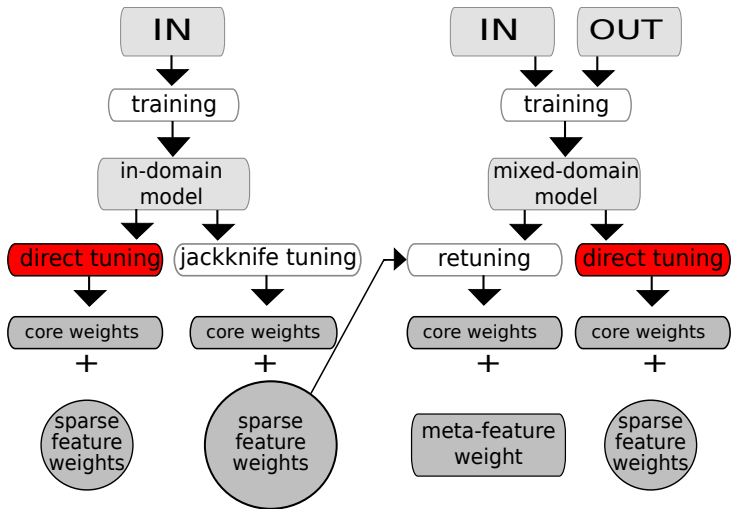 IN
IN
OUT
training
training
in-domain
model
mixed-domain
model
direct tuning
jackknife tuning
retuning
direct tuning
core weights
core weights
core weights
core weights
+
+
+
+
sparse
feature
weights
sparse
feature
weights
meta-feature
weight
sparse
feature
weights